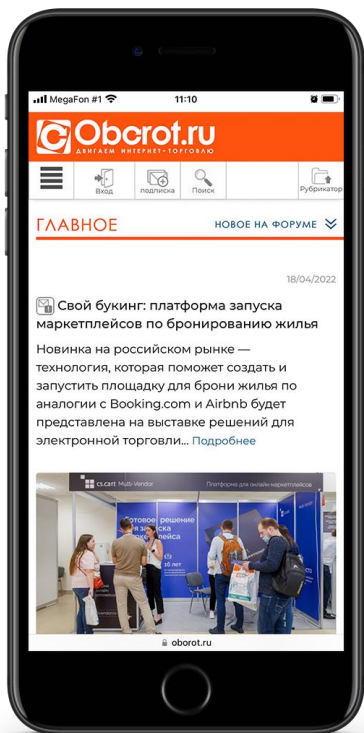 MegaFon #1 11:10
Oborot.ru
ДВИГАЕМ ИНТЕРНЕТ-ТОРГОВЛЮ
Вход подписка Поиск Рубрикатор
ГЛАВНОЕ НОВОЕ НА ФОРУМЕ
18/04/2022
Свой букинг: платформа запуска
маркетплейсов по бронированию жилья
Новинка на российском рынке —
технология, которая поможет создать и
запустить площадку для брони жилья по
аналогии с Booking.com и Airbnb будет
представлена на выставке решений для
электронной торговли... Подробнее
cs.cart Multi-Vendor Платформа для онлайн маркетплейсов
Готовое решение
для запуска
маркетплейса
16 лет
oborot.ru